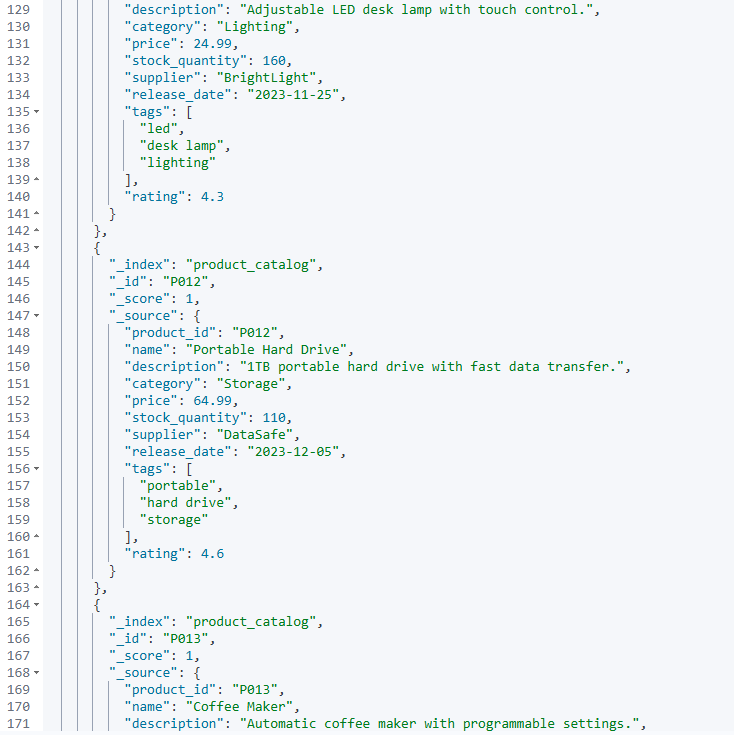 129 "description": "Adjustable LED desk lamp with touch control.",
130 "category": "Lighting",
131 "price": 24.99,
132 "stock_quantity": 160,
133 "supplier": "BrightLight",
134 "release_date": "2023-11-25",
135 "tags": [
136 "led",
137 "desk lamp",
138 "lighting"
139 ],
140 "rating": 4.3
141 }
142 },
143 {
144 "_index": "product_catalog",
145 "_id": "P012",
146 "_score": 1,
147 "_source": {
148 "product_id": "P012",
149 "name": "Portable Hard Drive",
150 "description": "1TB portable hard drive with fast data transfer.",
151 "category": "Storage",
152 "price": 64.99,
153 "stock_quantity": 110,
154 "supplier": "DataSafe",
155 "release_date": "2023-12-05",
156 "tags": [
157 "portable",
158 "hard drive",
159 "storage"
160 ],
161 "rating": 4.6
162 }
163 },
164 {
165 "_index": "product_catalog",
166 "_id": "P013",
167 "_score": 1,
168 "_source": {
169 "product_id": "P013",
170 "name": "Coffee Maker",
171 "description": "Automatic coffee maker with programmable settings.",